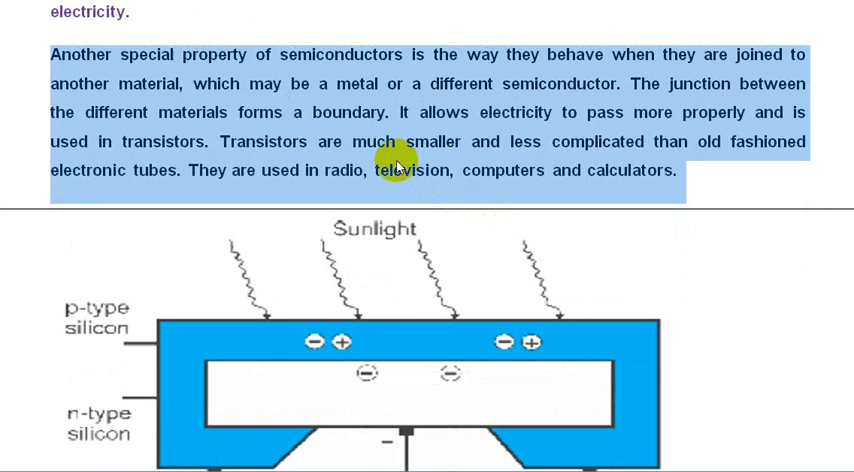 electricity.
Another special property of semiconductors is the way they behave when they are joined to
another material, which may be a metal or a different semiconductor. The junction between
the different materials forms a boundary. It allows electricity to pass more properly and is
used in transistors. Transistors are much smaller and less complicated than old fashioned
electronic tubes. They are used in radio, television, computers and calculators.
Sunlight
p-type
silicon
− + − +
− −
n-type
silicon
−